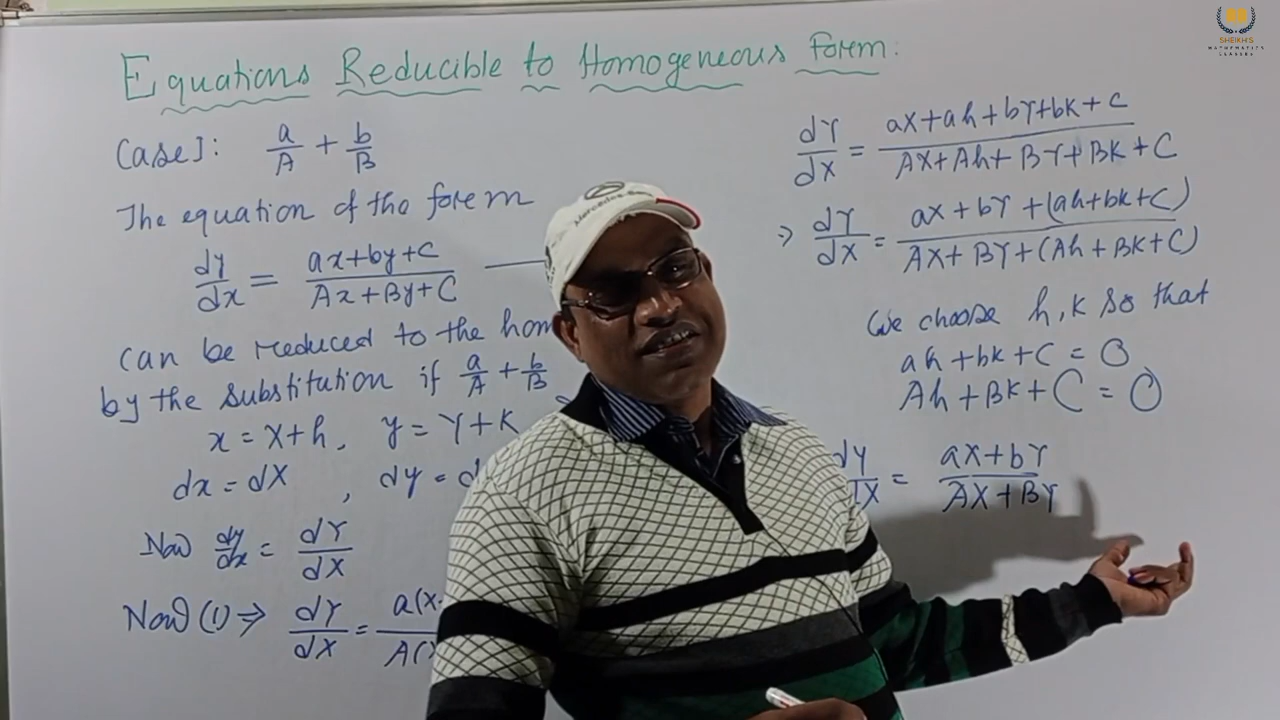 Equations Reducible to Homogeneous Form:
Case I: a/A + b/B
The equation of the form
dy/dx = ax+by+C / Ax+By+C
can be reduced to the hom
by the substitution if a/A + b/B
x = X+h, y = Y+K
dx = dX , dy = d
Now dy/dx = dY/dX
Now (1) ⇒ dY/dX = a(X / A(
dY/dX = aX+ah+bY+bK+C / AX+Ah+BY+BK+C
⇒ dY/dX = aX+bY+(ah+bk+C) / AX+BY+(Ah+BK+C)
We choose h, K so that
ah+bk+C = 0
Ah+BK+C = 0
dY/dX = aX+bY / AX+BY
SHEIKH'S
MATHEMATICS
CLASSES